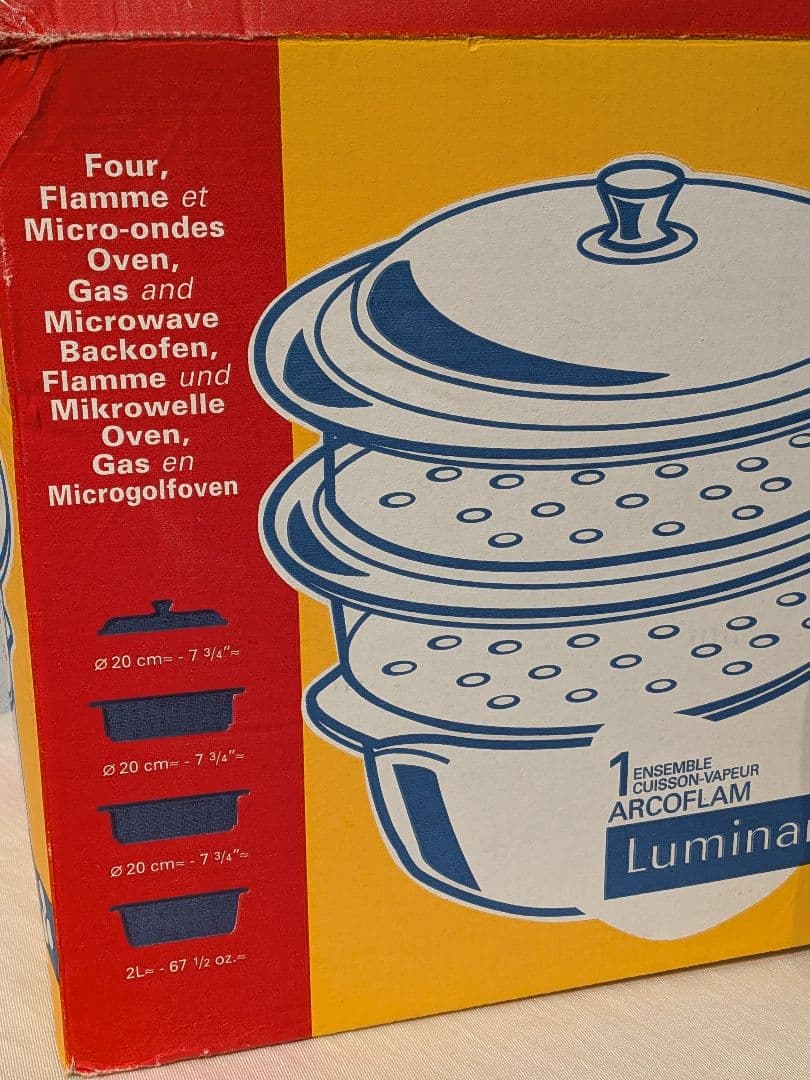 Four,
Flamme et
Micro-ondes
Oven,
Gas and
Microwave
Backofen,
Flamme und
Mikrowelle
Oven,
Gas en
Microgolfoven
Ø 20 cm≈ - 7 3/4"≈
Ø 20 cm≈ - 7 3/4"≈
Ø 20 cm≈ - 7 3/4"≈
2L≈ - 67 1/2 oz.≈
1 ENSEMBLE
CUISSON-VAPEUR
ARCOFLAM
Lumina